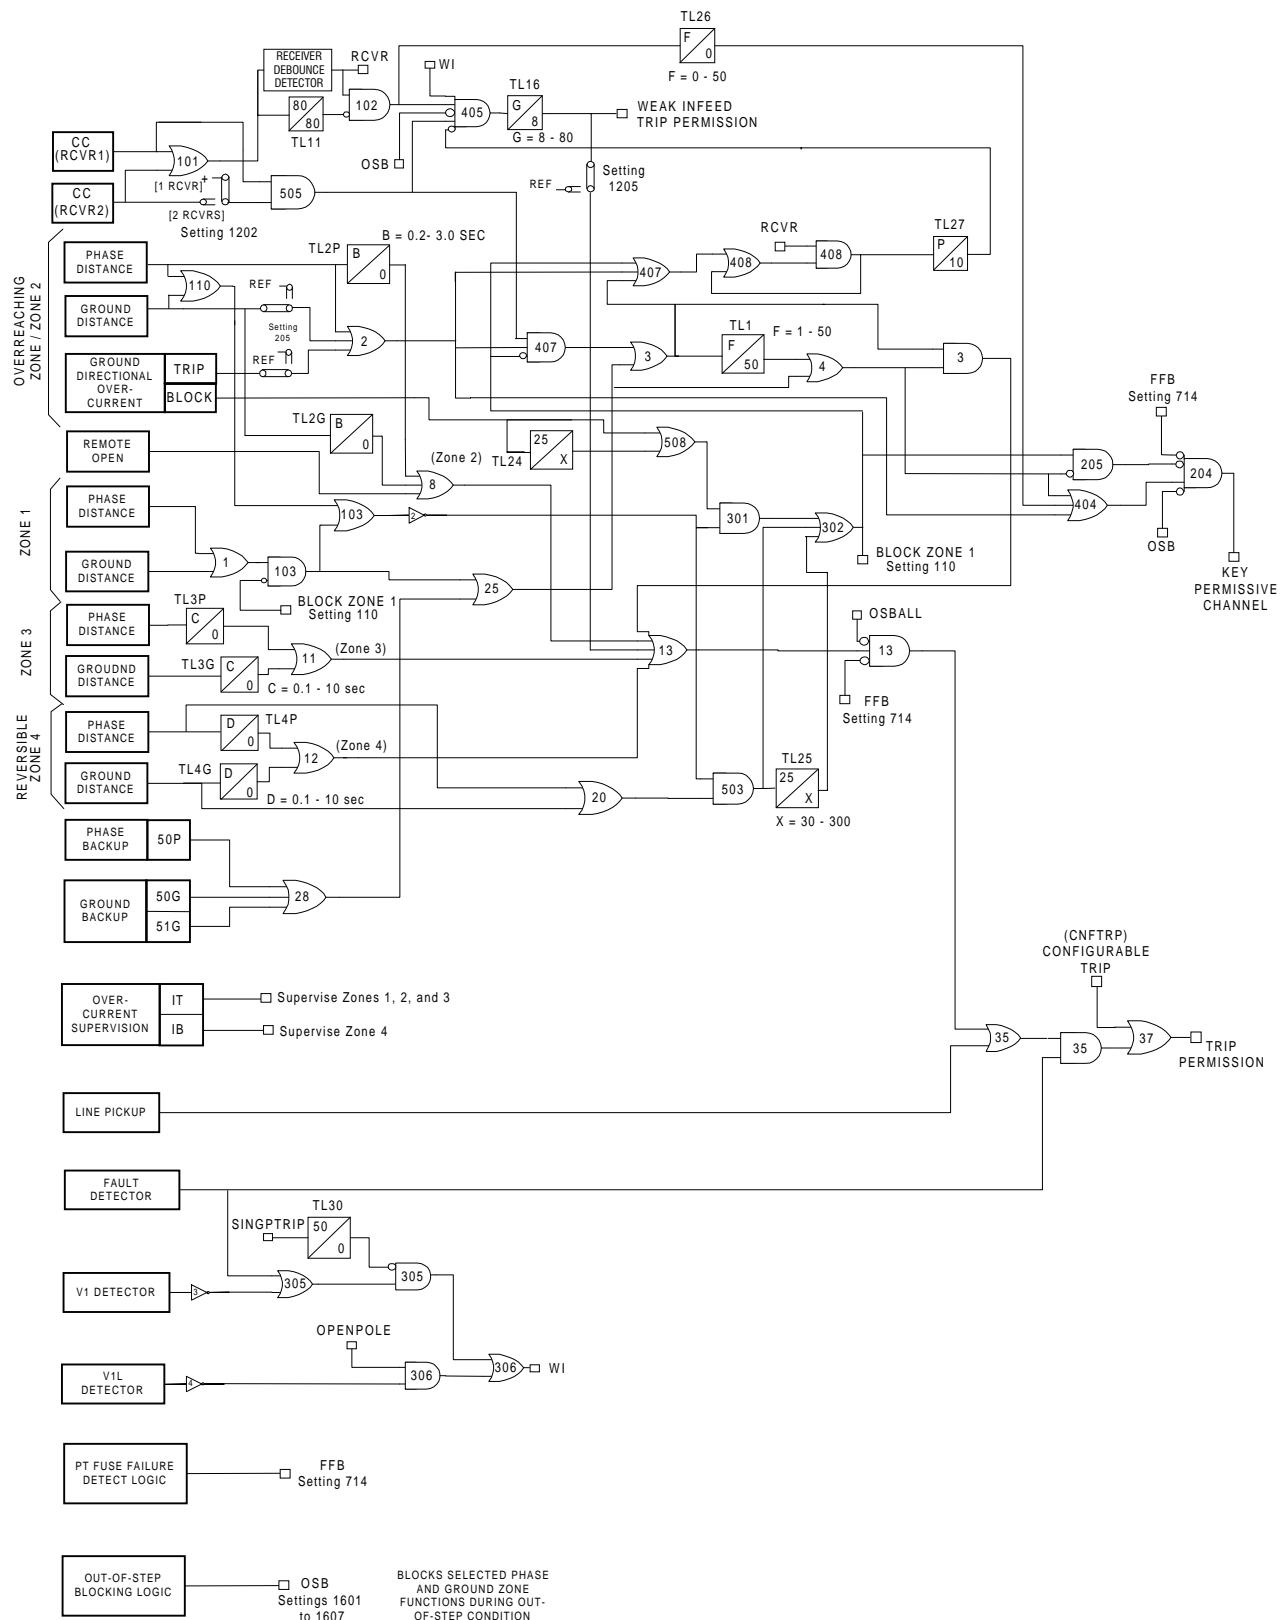 TL26
F
0
F = 0 - 50
RECEIVER
DEBOUNCE
DETECTOR
RCVR
80
80
TL11
102
WI
405
TL16
G
8
G = 8 - 80
WEAK INFEED
TRIP PERMISSION
OSB
CC
(RCVR1)
CC
(RCVR2)
101
[1 RCVR]
+
[2 RCVRS]
Setting 1202
505
REF
Setting
1205
OVERREACHING
ZONE / ZONE 2
PHASE
DISTANCE
GROUND
DISTANCE
GROUND
DIRECTIONAL
OVER-
CURRENT
TRIP
BLOCK
110
TL2P
B
0
B = 0.2- 3.0 SEC
REF
Setting
205
REF
2
RCVR
407
408
408
TL27
P
10
407
3
TL1
F
50
F = 1 - 50
4
3
FFB
Setting 714
REMOTE
OPEN
TL2G
B
0
(Zone 2)
8
TL24
25
X
508
205
204
404
OSB
KEY
PERMISSIVE
CHANNEL
ZONE 1
PHASE
DISTANCE
GROUND
DISTANCE
1
103
103
2
BLOCK ZONE 1
Setting 110
25
301
302
BLOCK ZONE 1
Setting 110
ZONE 3
PHASE
DISTANCE
GROUDND
DISTANCE
TL3P
C
0
TL3G
C
0
C = 0.1 - 10 sec
11
(Zone 3)
13
OSBALL
13
FFB
Setting 714
REVERSIBLE
ZONE 4
PHASE
DISTANCE
GROUND
DISTANCE
D
0
TL4P
TL4G
D
0
D = 0.1 - 10 sec
12
(Zone 4)
20
503
TL25
25
X
X = 30 - 300
PHASE
BACKUP
50P
GROUND
BACKUP
50G
51G
28
OVER-
CURRENT
SUPERVISION
IT
IB
Supervise Zones 1, 2, and 3
Supervise Zone 4
(CNFTRP)
CONFIGURABLE
TRIP
35
35
37
TRIP
PERMISSION
LINE PICKUP
FAULT
DETECTOR
SINGPTRIP
TL30
50
0
305
305
V1 DETECTOR
3
OPENPOLE
306
306
WI
V1L
DETECTOR
4
PT FUSE FAILURE
DETECT LOGIC
FFB
Setting 714
OUT-OF-STEP
BLOCKING LOGIC
OSB
Settings 1601
to 1607
BLOCKS SELECTED PHASE
AND GROUND ZONE
FUNCTIONS DURING OUT-
OF-STEP CONDITION